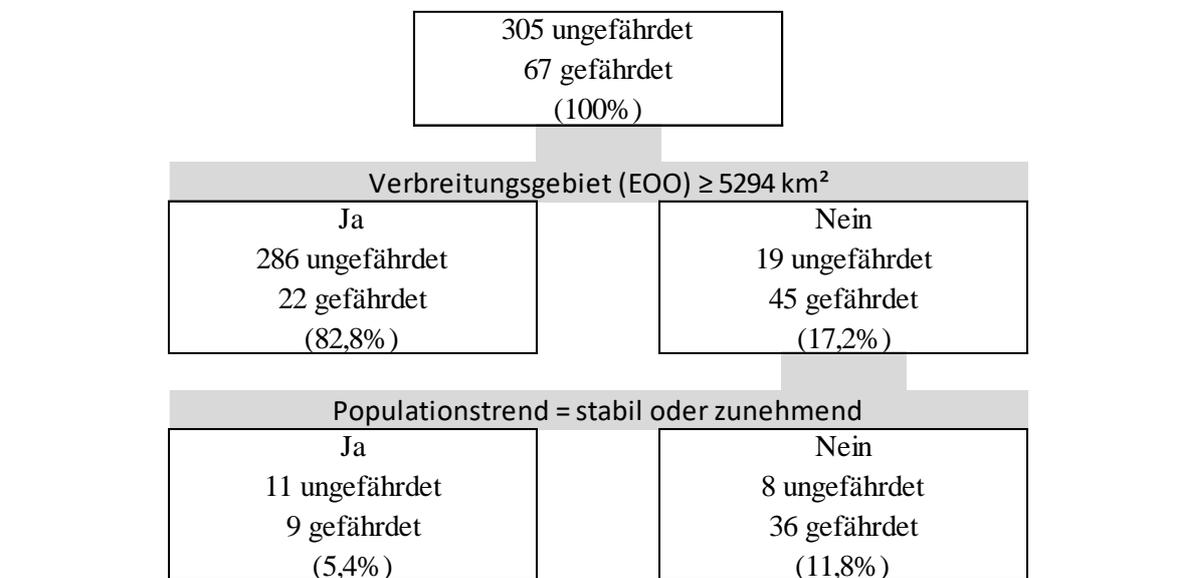 305 ungefährdet
67 gefährdet
(100%)
Verbreitungsgebiet (EOO) ≥ 5294 km²
Ja
286 ungefährdet
22 gefährdet
(82,8%)
Nein
19 ungefährdet
45 gefährdet
(17,2%)
Populationstrend = stabil oder zunehmend
Ja
11 ungefährdet
9 gefährdet
(5,4%)
Nein
8 ungefährdet
36 gefährdet
(11,8%)